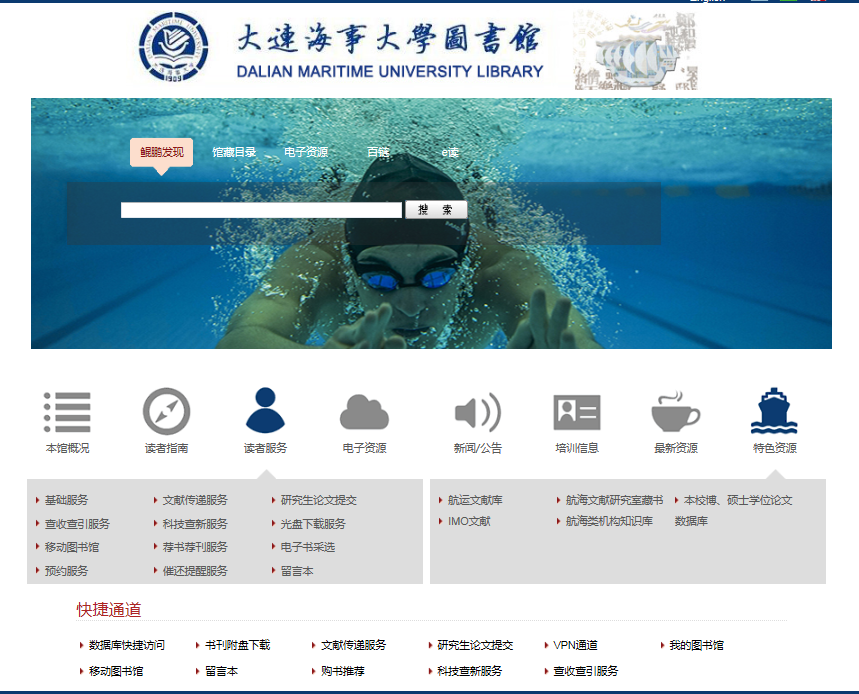 大連海事大學圖書館
DALIAN MARITIME UNIVERSITY LIBRARY
1909
鲲鹏发现 馆藏目录 电子资源 百链 e读
搜 索
本馆概况 读者指南 读者服务 电子资源 新闻/公告 培训信息 最新资源 特色资源
基础服务 文献传递服务 研究生论文提交
查收查引服务 科技查新服务 光盘下载服务
移动图书馆 荐书荐刊服务 电子书采选
预约服务 催还提醒服务 留言本
航运文献库 航海文献研究室藏书 本校博、硕士学位论文
IMO文献 航海类机构知识库 数据库
快捷通道
数据库快捷访问 书刊附盘下载 文献传递服务 研究生论文提交 VPN通道 我的图书馆
移动图书馆 留言本 购书推荐 科技查新服务 查收查引服务